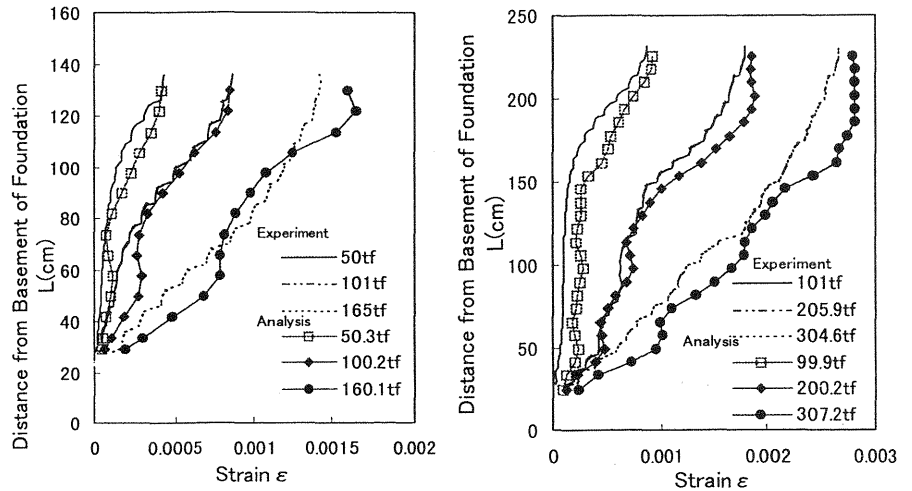 160
140
120
100
80
60
40
20
0
Distance from Basement of Foundation
L(cm)
Experiment
50tf
101tf
165tf
Analysis
50.3tf
100.2tf
160.1tf
0
0.0005
0.001
0.0015
0.002
Strain ε
250
200
150
100
50
0
Distance from Basement of Foundation
L(cm)
Experiment
101tf
205.9tf
304.6tf
Analysis
99.9tf
200.2tf
307.2tf
0
0.001
0.002
0.003
Strain ε